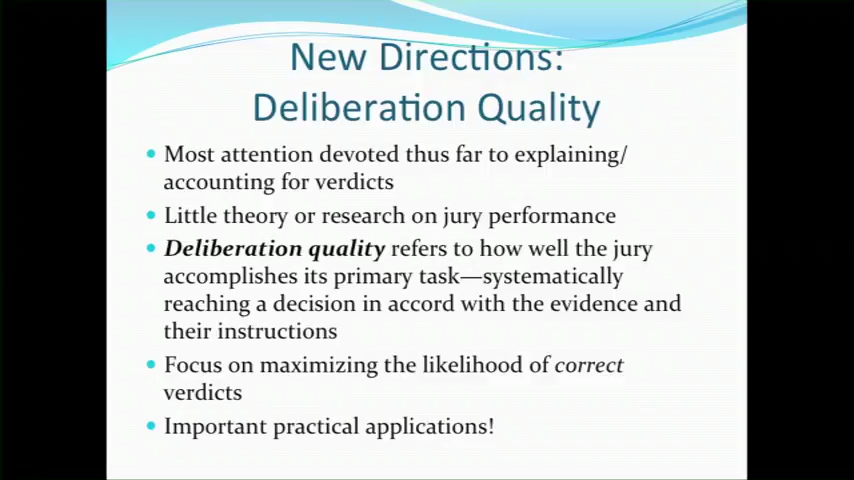 New Directions:
Deliberation Quality
• Most attention devoted thus far to explaining/
accounting for verdicts
• Little theory or research on jury performance
• Deliberation quality refers to how well the jury
accomplishes its primary task—systematically
reaching a decision in accord with the evidence and
their instructions
• Focus on maximizing the likelihood of correct
verdicts
• Important practical applications!